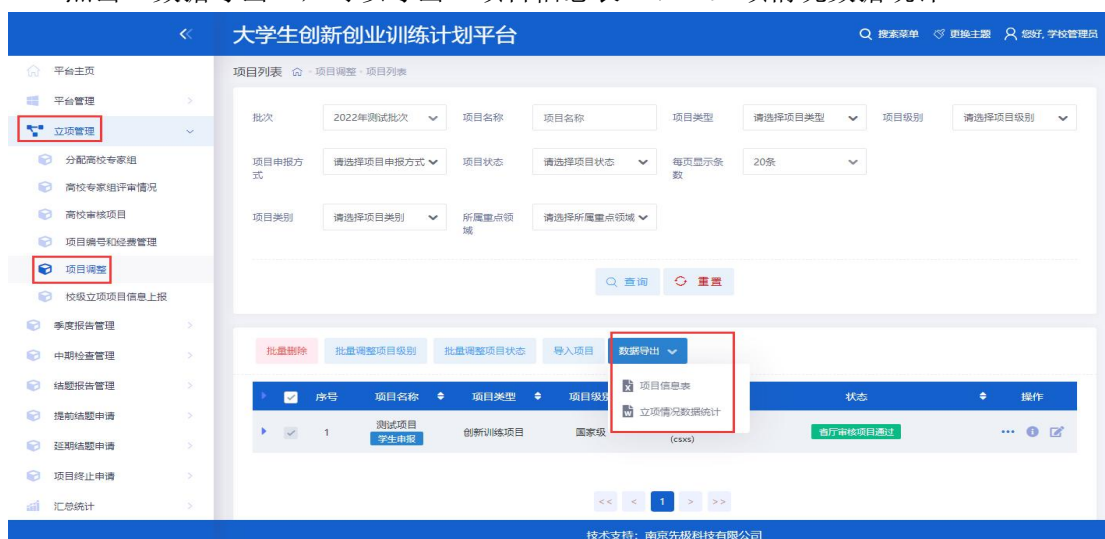 大学生创新创业训练计划平台
搜索菜单 更换主题 您好, 学校管理员
平台主页
平台管理
立项管理
分配高校专家组
高校专家组评审情况
高校审核项目
项目编号和经费管理
项目调整
校级立项项目信息上报
季度报告管理
中期检查管理
结题报告管理
提前结题申请
延期结题申请
项目终止申请
汇总统计
项目列表 - 项目调整 - 项目列表
批次 2022年测试批次 项目名称 项目名称 项目类型 请选择项目类型 项目级别 请选择项目级别
项目申报方式 请选择项目申报方式 项目状态 请选择项目状态 每页显示条数 20条
项目类别 请选择项目类别 所属重点领域 请选择所属重点领域
查询 重置
批量删除 批量调整项目级别 批量调整项目状态 导入项目 数据导出
项目信息表
立项情况数据统计
序号 项目名称 项目类型 项目级别 状态 操作
1 测试项目 学生申报 创新训练项目 国家级 (csxs) 省厅审核项目通过
<< < 1 > >>
技术支持：南京先极科技有限公司